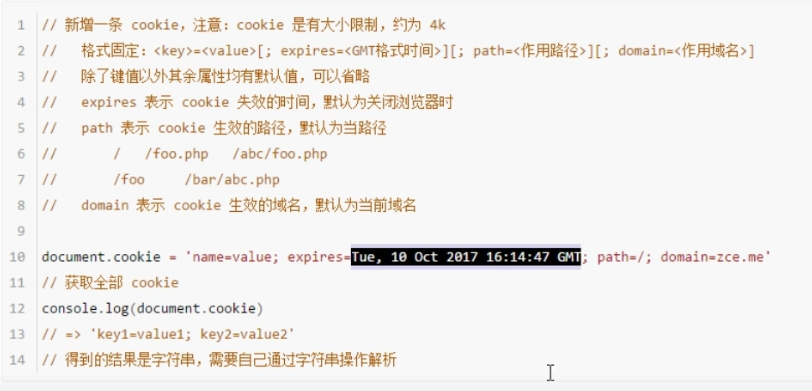 1 // 新增一条 cookie，注意：cookie 是有大小限制，约为 4k
2 // 格式固定：<key>=<value>[; expires=<GMT格式时间>][; path=<作用路径>][; domain=<作用域名>]
3 // 除了键值以外其余属性均有默认值，可以省略
4 // expires 表示 cookie 失效的时间，默认为关闭浏览器时
5 // path 表示 cookie 生效的路径，默认为当路径
6 // / /foo.php /abc/foo.php
7 // /foo /bar/abc.php
8 // domain 表示 cookie 生效的域名，默认为当前域名
9
10 document.cookie = 'name=value; expires=Tue, 10 Oct 2017 16:14:47 GMT; path=/; domain=zce.me'
11 // 获取全部 cookie
12 console.log(document.cookie)
13 // => 'key1=value1; key2=value2'
14 // 得到的结果是字符串，需要自己通过字符串操作解析